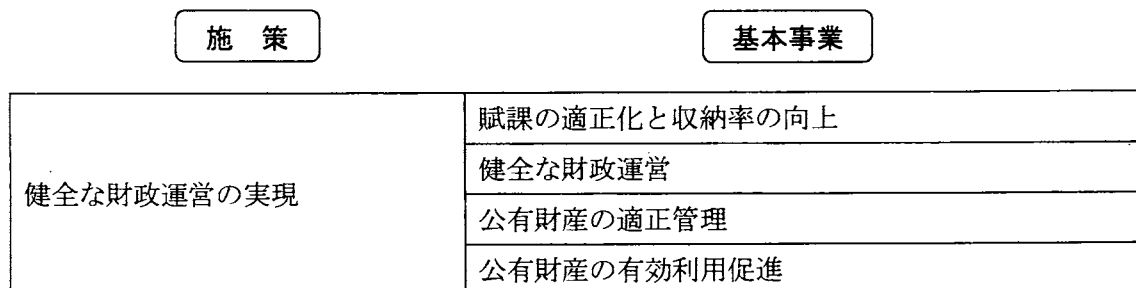 施 策
基本事業
賦課の適正化と収納率の向上
健全な財政運営
健全な財政運営の実現
公有財産の適正管理
公有財産の有効利用促進